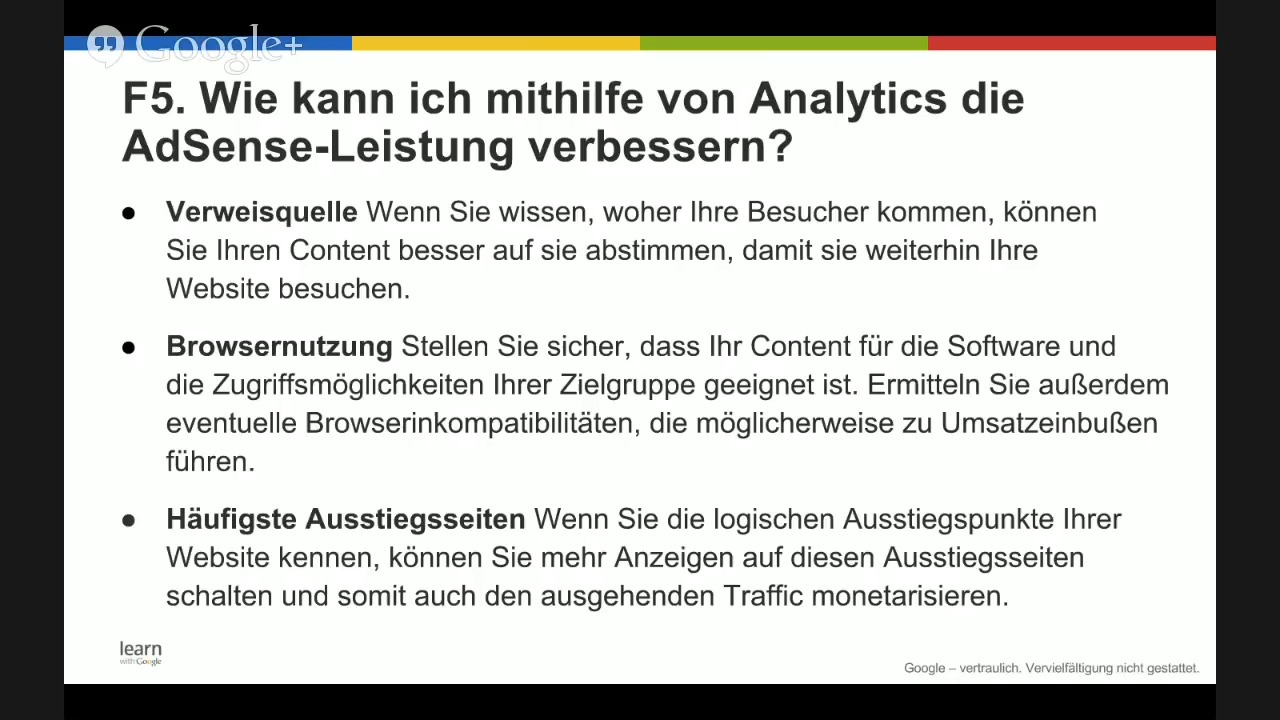 Google+
F5. Wie kann ich mithilfe von Analytics die
AdSense-Leistung verbessern?
● Verweisquelle Wenn Sie wissen, woher Ihre Besucher kommen, können
Sie Ihren Content besser auf sie abstimmen, damit sie weiterhin Ihre
Website besuchen.
● Browsernutzung Stellen Sie sicher, dass Ihr Content für die Software und
die Zugriffsmöglichkeiten Ihrer Zielgruppe geeignet ist. Ermitteln Sie außerdem
eventuelle Browserinkompatibilitäten, die möglicherweise zu Umsatzeinbußen
führen.
● Häufigste Ausstiegsseiten Wenn Sie die logischen Ausstiegspunkte Ihrer
Website kennen, können Sie mehr Anzeigen auf diesen Ausstiegsseiten
schalten und somit auch den ausgehenden Traffic monetarisieren.
learn
with Google
Google – vertraulich. Vervielfältigung nicht gestattet.